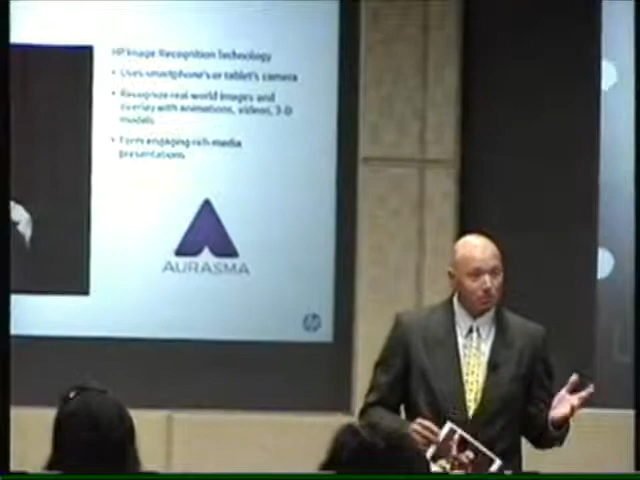 HP Image Recognition Technology
• Uses smartphone's or tablet's camera
• Recognize real-world images and
overlay with animations, videos, 3-D
models
• Form engaging rich-media
presentations
AURASMA
hp